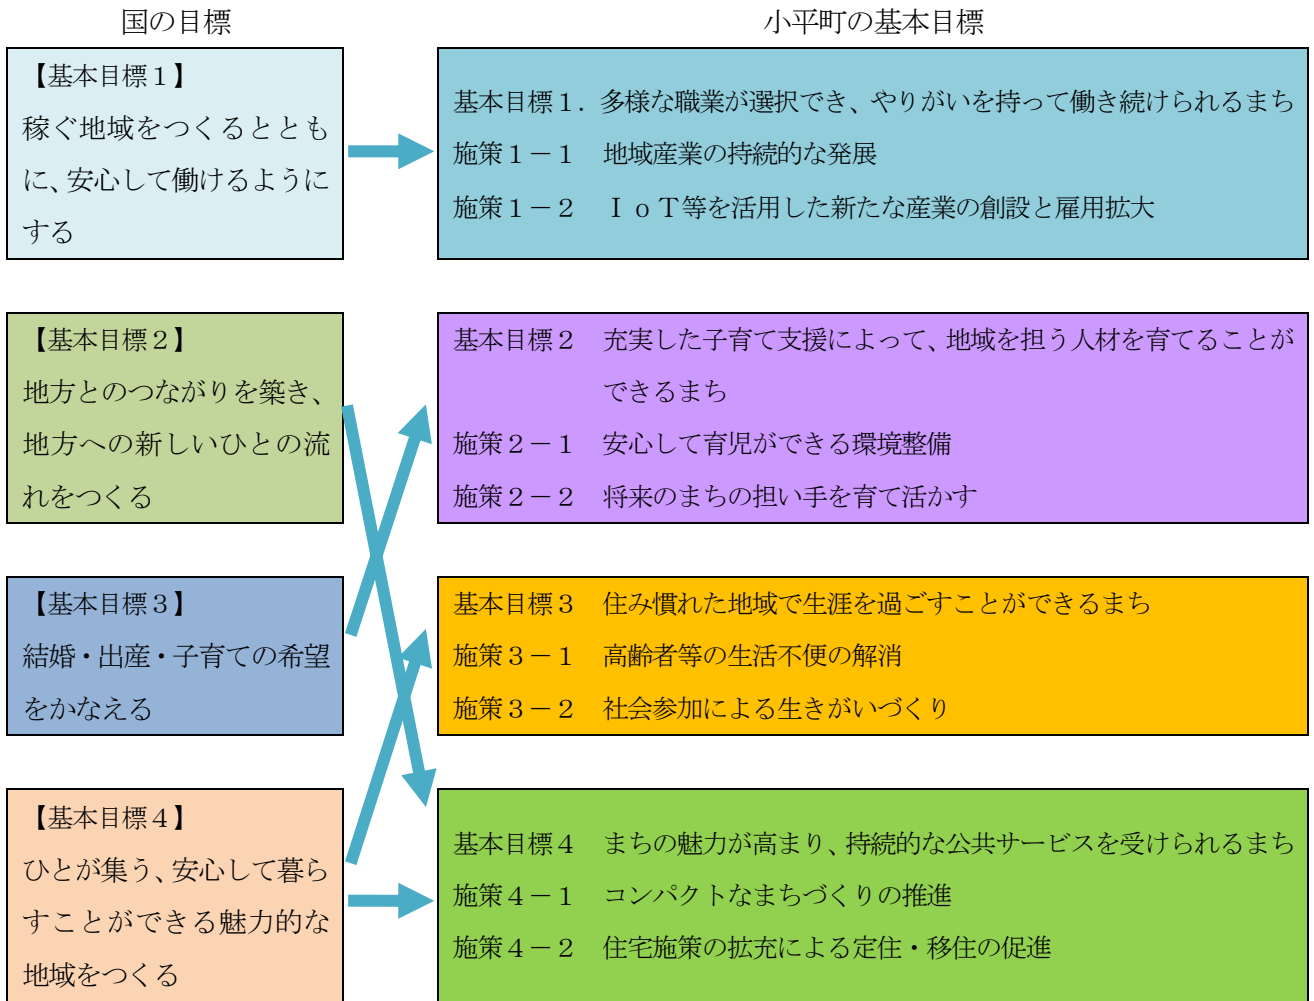 国の目標
小平町の基本目標
【基本目標１】
稼ぐ地域をつくるととも
に、安心して働けるように
する
基本目標１．多様な職業が選択でき、やりがいを持って働き続けられるまち
施策１－１　地域産業の持続的な発展
施策１－２　ＩｏＴ等を活用した新たな産業の創設と雇用拡大
【基本目標２】
地方とのつながりを築き、
地方への新しいひとの流
れをつくる
基本目標２　充実した子育て支援によって、地域を担う人材を育てることが
できるまち
施策２－１　安心して育児ができる環境整備
施策２－２　将来のまちの担い手を育て活かす
【基本目標３】
結婚・出産・子育ての希望
をかなえる
基本目標３　住み慣れた地域で生涯を過ごすことができるまち
施策３－１　高齢者等の生活不便の解消
施策３－２　社会参加による生きがいづくり
【基本目標４】
ひとが集う、安心して暮ら
すことができる魅力的な
地域をつくる
基本目標４　まちの魅力が高まり、持続的な公共サービスを受けられるまち
施策４－１　コンパクトなまちづくりの推進
施策４－２　住宅施策の拡充による定住・移住の促進